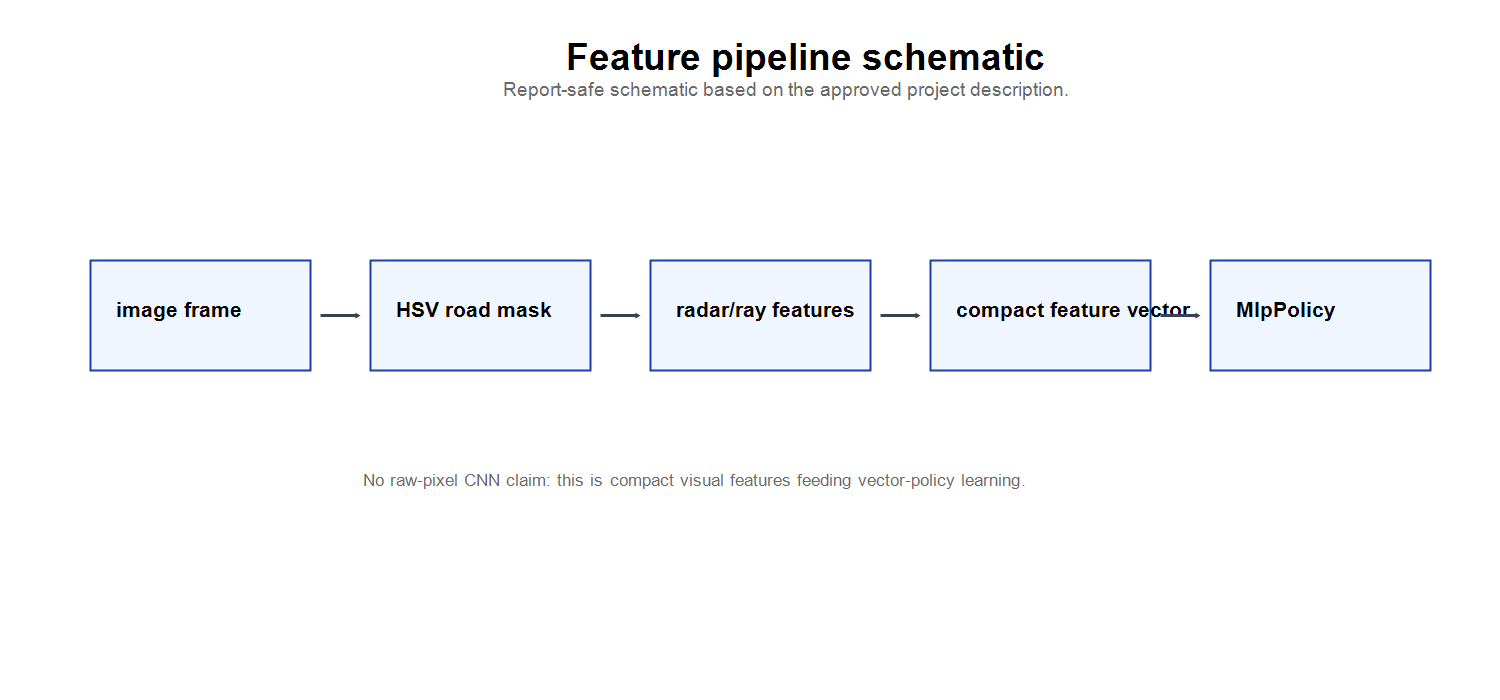 Feature pipeline schematic
Report-safe schematic based on the approved project description.
image frame
HSV road mask
radar/ray features
compact feature vector
MlpPolicy
No raw-pixel CNN claim: this is compact visual features feeding vector-policy learning.